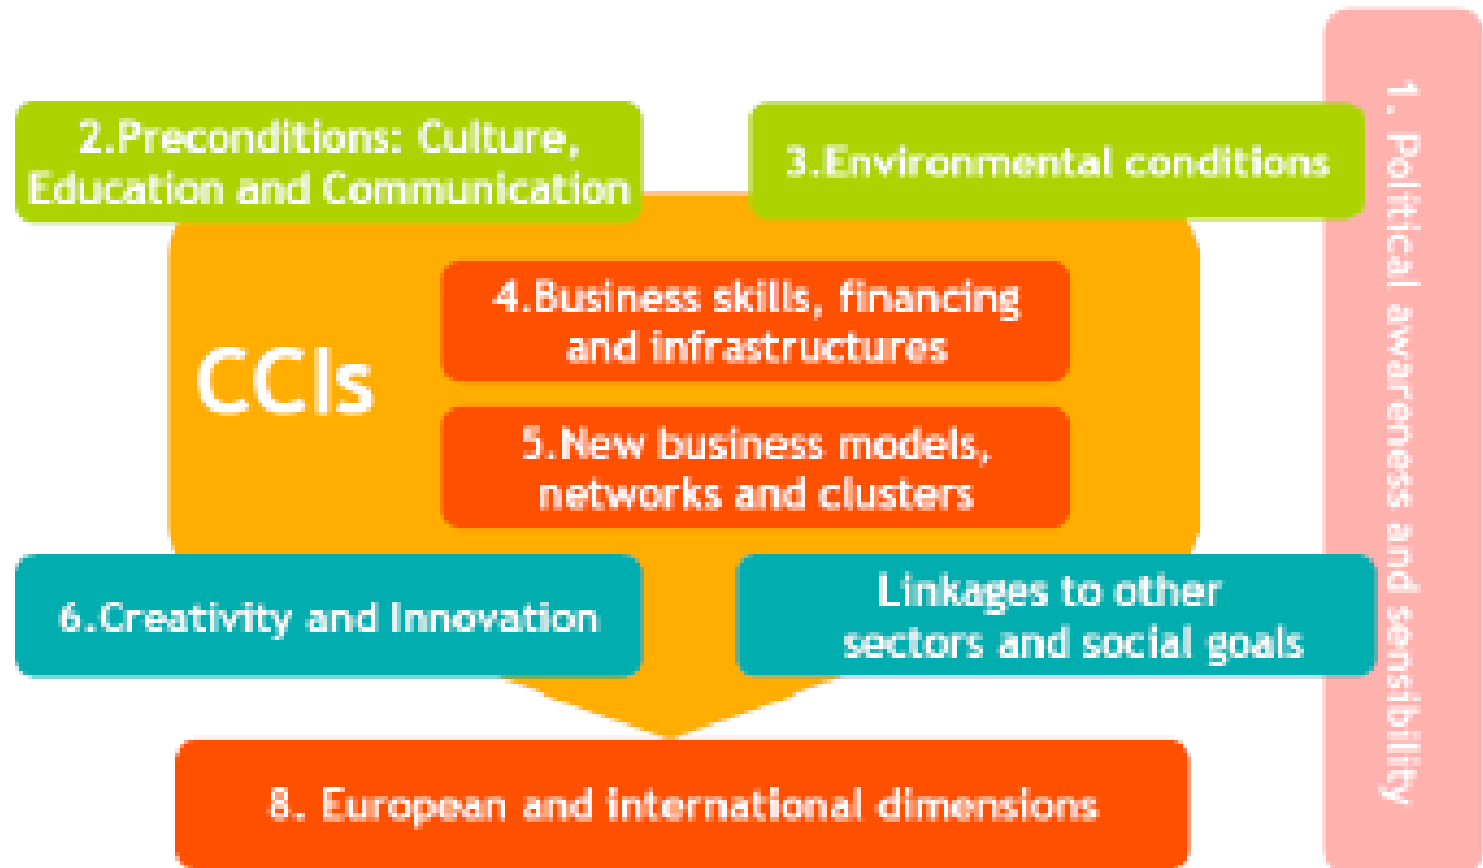 2.Preconditions: Culture,
Education and Communication
3.Environmental conditions
1. Political awareness and sensibility
CCIs
4.Business skills, financing
and infrastructures
5.New business models,
networks and clusters
6.Creativity and Innovation
Linkages to other
sectors and social goals
8. European and international dimensions